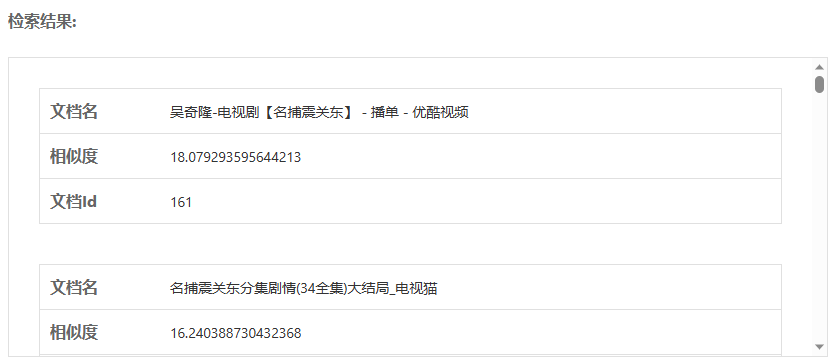 检索结果:
文档名 吴奇隆-电视剧【名捕震关东】 - 播单 - 优酷视频
相似度 18.079293595644213
文档Id 161
文档名 名捕震关东分集剧情(34全集)大结局_电视猫
相似度 16.240388730432368